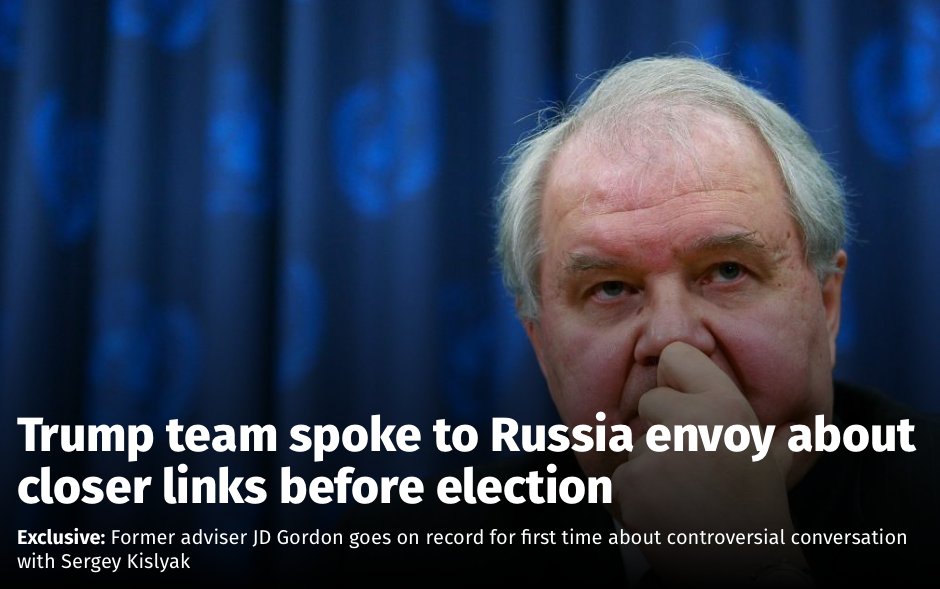 Trump team spoke to Russia envoy about
closer links before election
Exclusive: Former adviser JD Gordon goes on record for first time about controversial conversation
with Sergey Kislyak